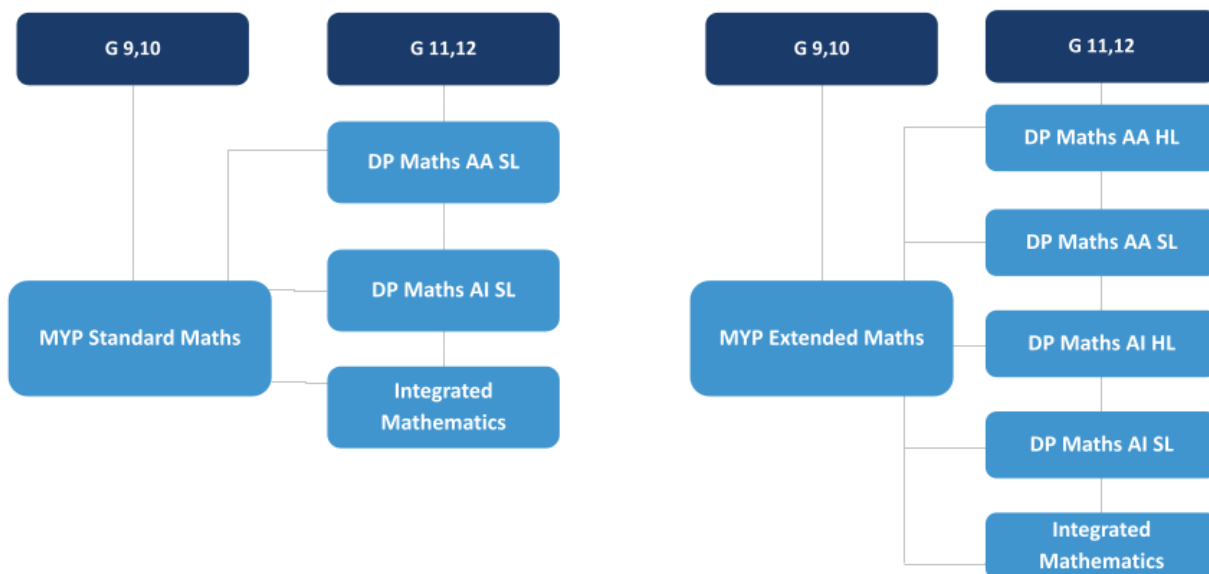 G 9,10
G 11,12
DP Maths AA SL
DP Maths AI SL
MYP Standard Maths
Integrated
Mathematics
G 9,10
G 11,12
DP Maths AA HL
DP Maths AA SL
MYP Extended Maths
DP Maths AI HL
DP Maths AI SL
Integrated
Mathematics